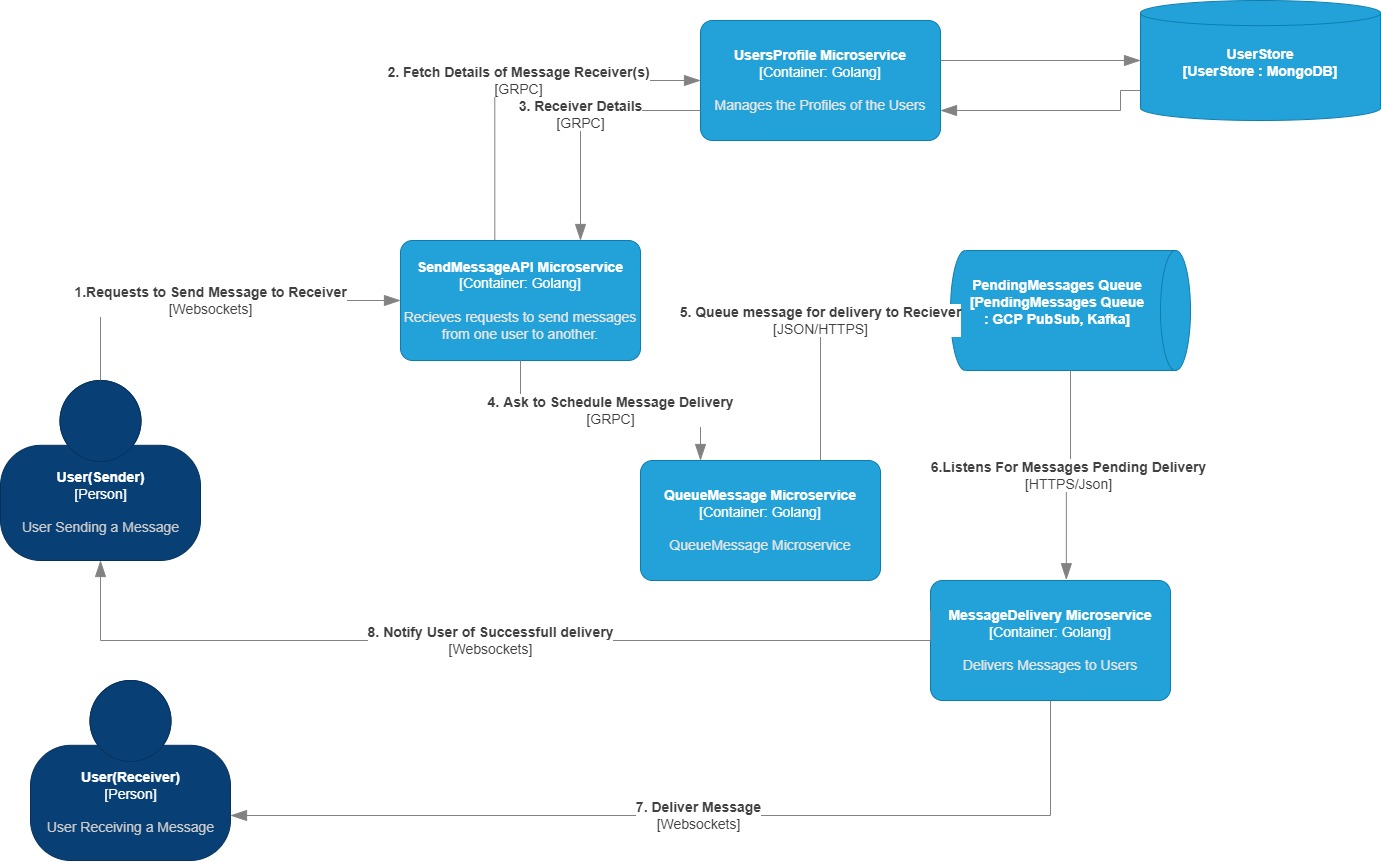 UsersProfile Microservice
[Container: Golang]
Manages the Profiles of the Users
UserStore
[UserStore : MongoDB]
2. Fetch Details of Message Receiver(s)
[GRPC]
3. Receiver Details
[GRPC]
SendMessageAPI Microservice
[Container: Golang]
Recieves requests to send messages
from one user to another.
1.Requests to Send Message to Receiver
[Websockets]
PendingMessages Queue
[PendingMessages Queue
: GCP PubSub, Kafka]
5. Queue message for delivery to Reciever
[JSON/HTTPS]
4. Ask to Schedule Message Delivery
[GRPC]
User(Sender)
[Person]
User Sending a Message
QueueMessage Microservice
[Container: Golang]
QueueMessage Microservice
6.Listens For Messages Pending Delivery
[HTTPS/Json]
MessageDelivery Microservice
[Container: Golang]
Delivers Messages to Users
8. Notify User of Successfull delivery
[Websockets]
User(Receiver)
[Person]
User Receiving a Message
7. Deliver Message
[Websockets]